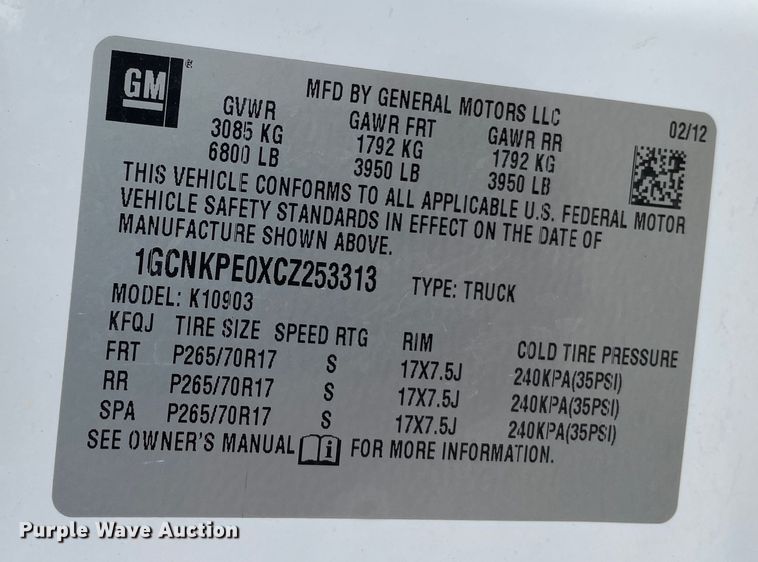 GM®
MFD BY GENERAL MOTORS LLC
02/12
GVWR GAWR FRT GAWR RR
3085 KG 1792 KG 1792 KG
6800 LB 3950 LB 3950 LB
THIS VEHICLE CONFORMS TO ALL APPLICABLE U.S. FEDERAL MOTOR
VEHICLE SAFETY STANDARDS IN EFFECT ON THE DATE OF
MANUFACTURE SHOWN ABOVE.
1GCNKPE0XCZ253313 TYPE: TRUCK
MODEL: K10903
KFQJ TIRE SIZE SPEED RTG RIM COLD TIRE PRESSURE
FRT P265/70R17 S 17X7.5J 240KPA(35PSI)
RR P265/70R17 S 17X7.5J 240KPA(35PSI)
SPA P265/70R17 S 17X7.5J 240KPA(35PSI)
SEE OWNER'S MANUAL i FOR MORE INFORMATION.
Purple Wave Auction